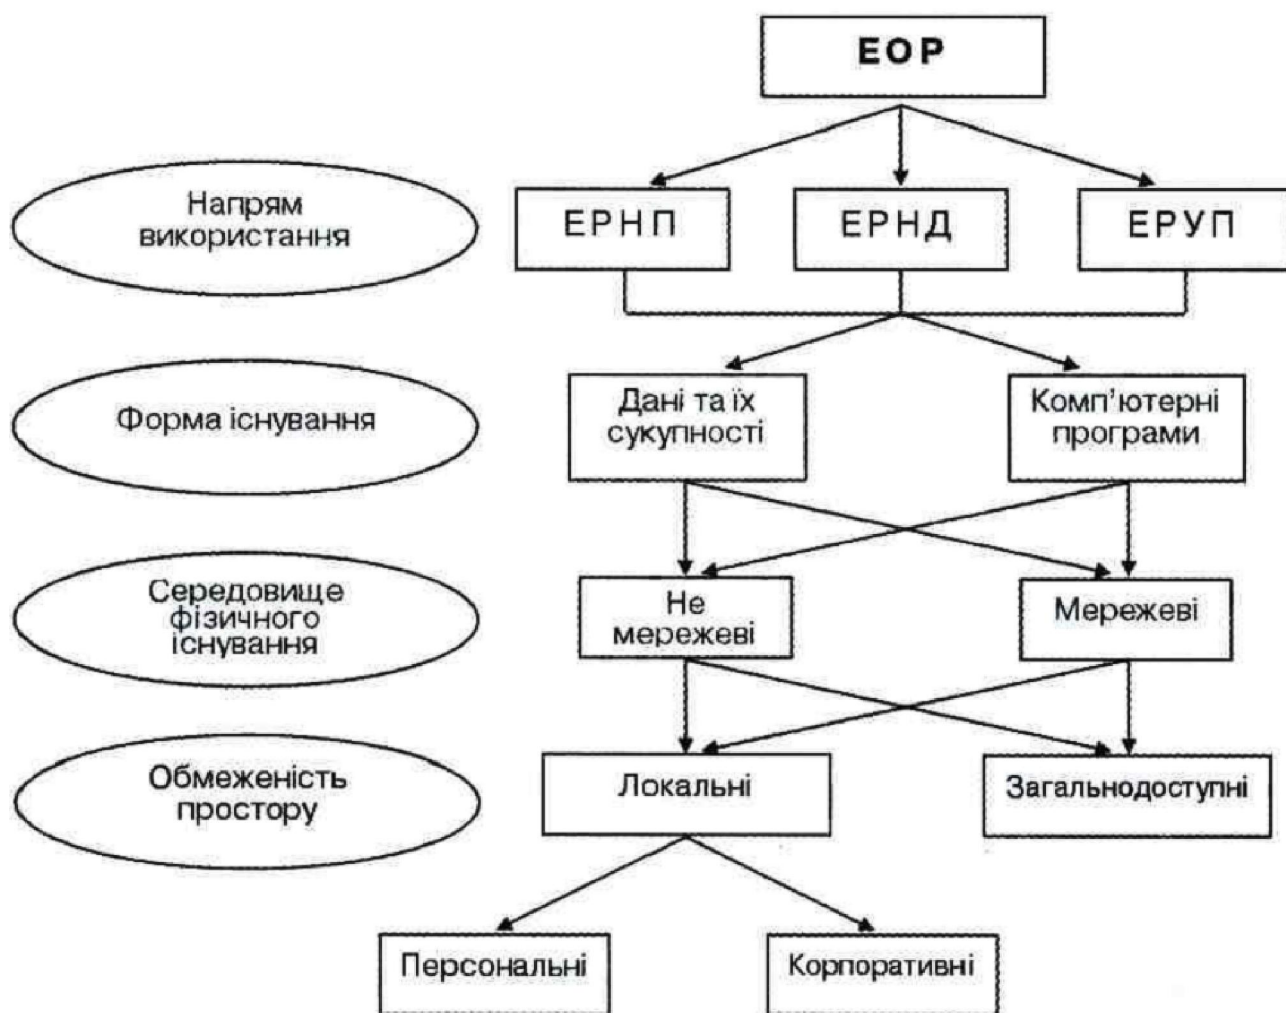 ЕОР
Напрям
використання
ЕРНП
ЕРНД
ЕРУП
Форма існування
Дані та їх
сукупності
Комп'ютерні
програми
Середовище
фізичного
існування
Не
мережеві
Мережеві
Обмеженість
простору
Локальні
Загальнодоступні
Персональні
Корпоративні